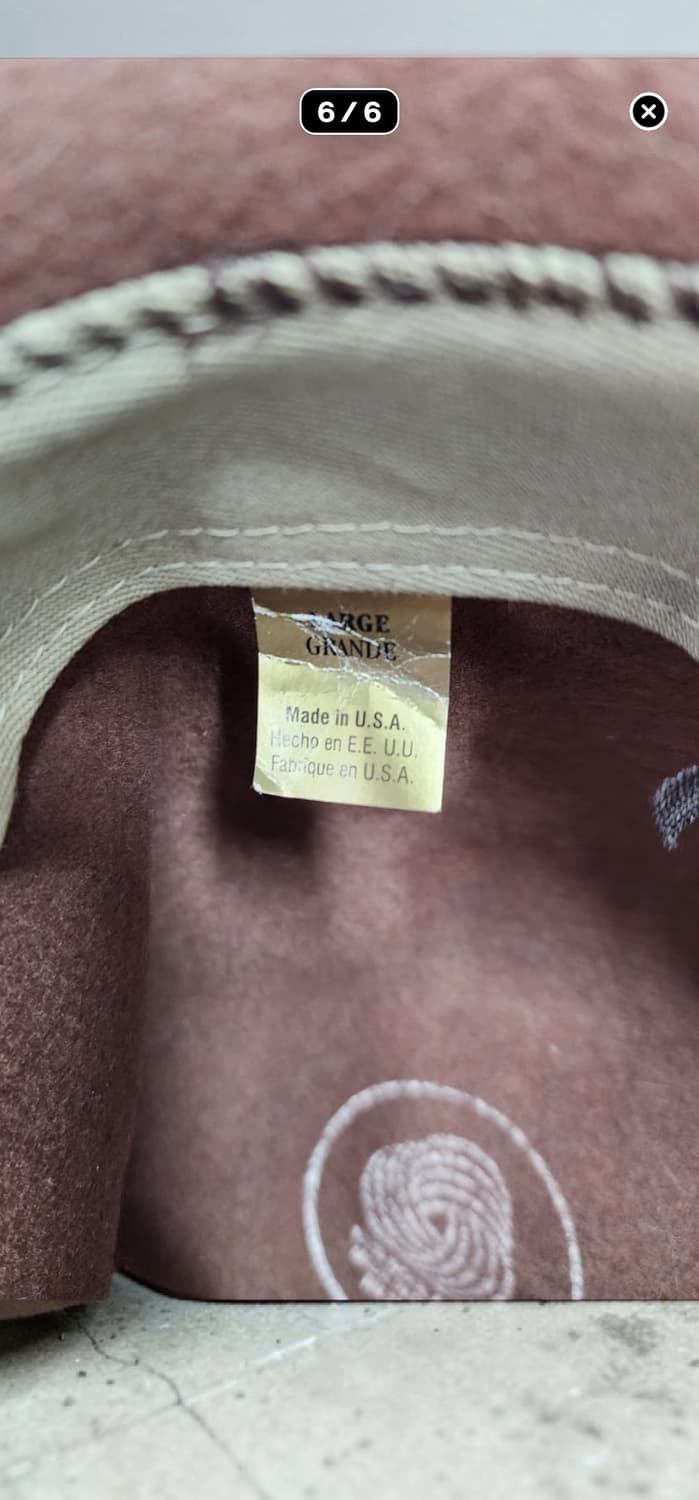 6/6
LARGE
GRANDE
Made in U.S.A.
Hecho en E.E. U.U.
Fabrique en U.S.A.